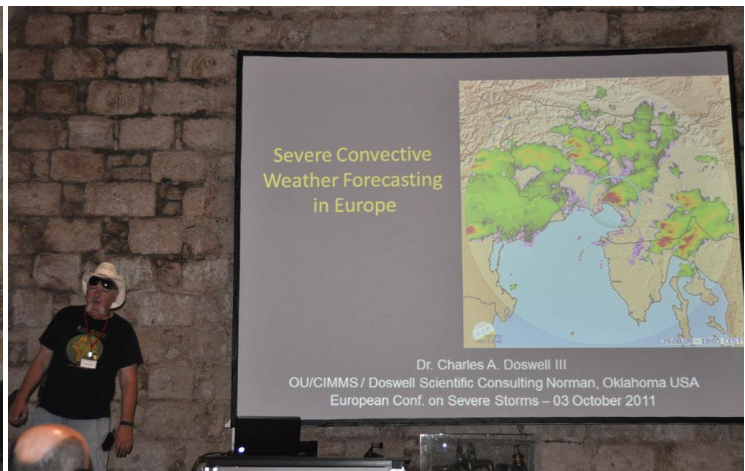 Severe Convective
Weather Forecasting
in Europe
Dr. Charles A. Doswell III
OU/CIMMS / Doswell Scientific Consulting Norman, Oklahoma USA
European Conf. on Severe Storms – 03 October 2011